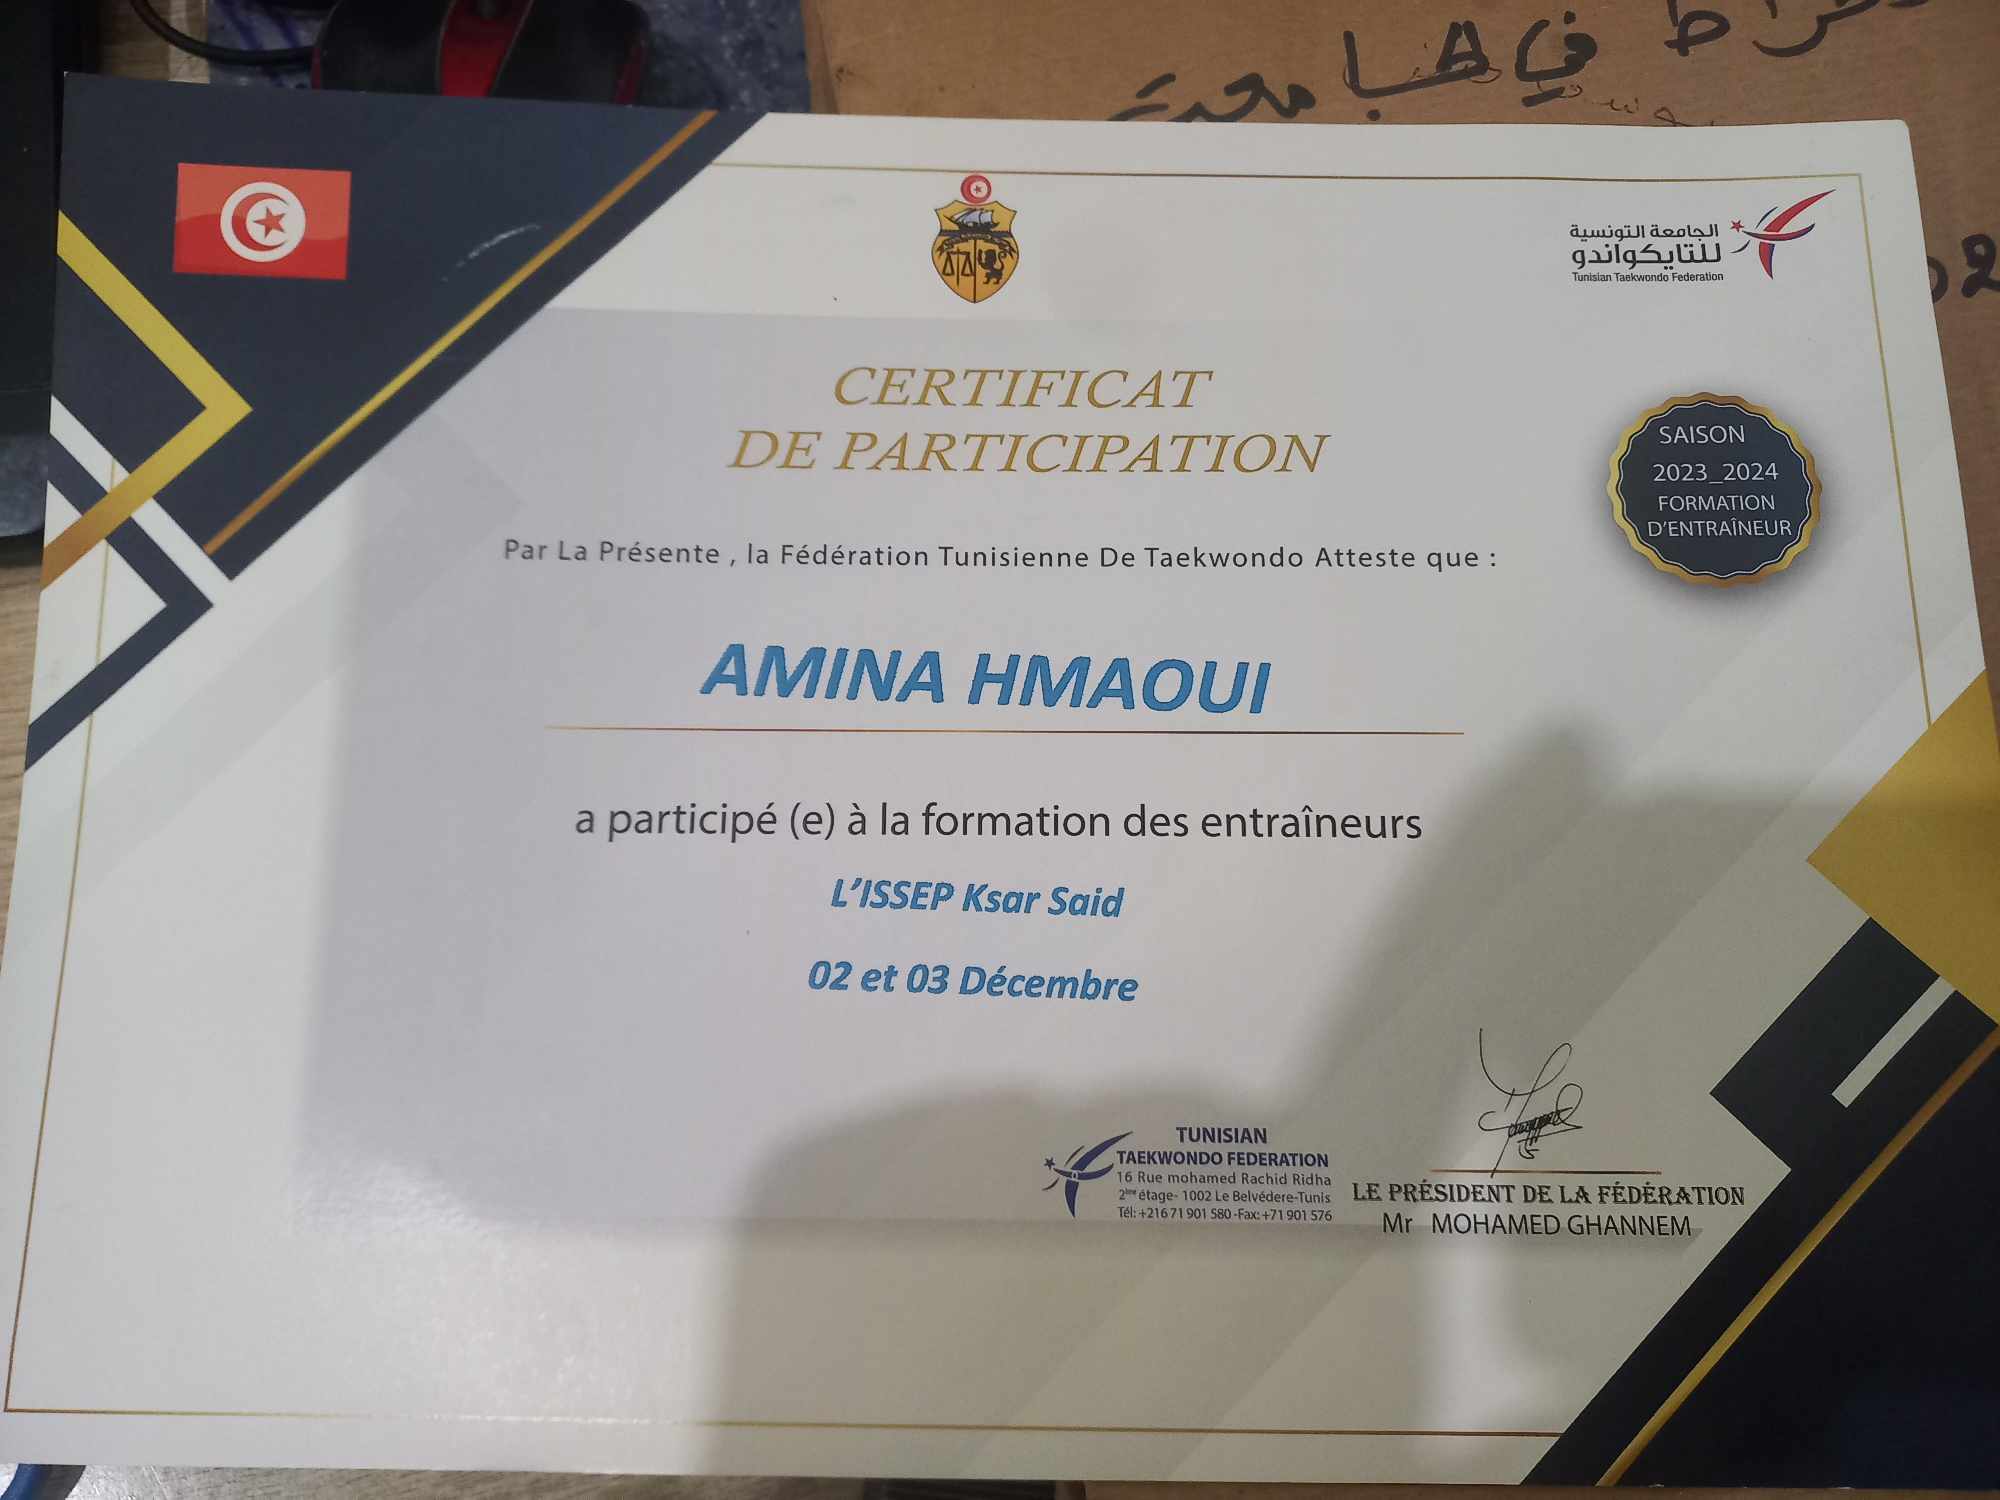 في جامعة
الجامعة التونسية
للتايكواندو
Tunisian Taekwondo Federation
CERTIFICAT
DE PARTICIPATION
SAISON
2023_2024
FORMATION
D'ENTRAÎNEUR
Par La Présente , la Fédération Tunisienne De Taekwondo Atteste que :
AMINA HMAOUI
a participé (e) à la formation des entraîneurs
L'ISSEP Ksar Said
02 et 03 Décembre
TUNISIAN
TAEKWONDO FEDERATION
16 Rue mohamed Rachid Ridha
2ème étage- 1002 Le Belvédere-Tunis
Tél: +216 71 901 580 -Fax: +71 901 576
LE PRÉSIDENT DE LA FÉDÉRATION
Mr MOHAMED GHANNEM